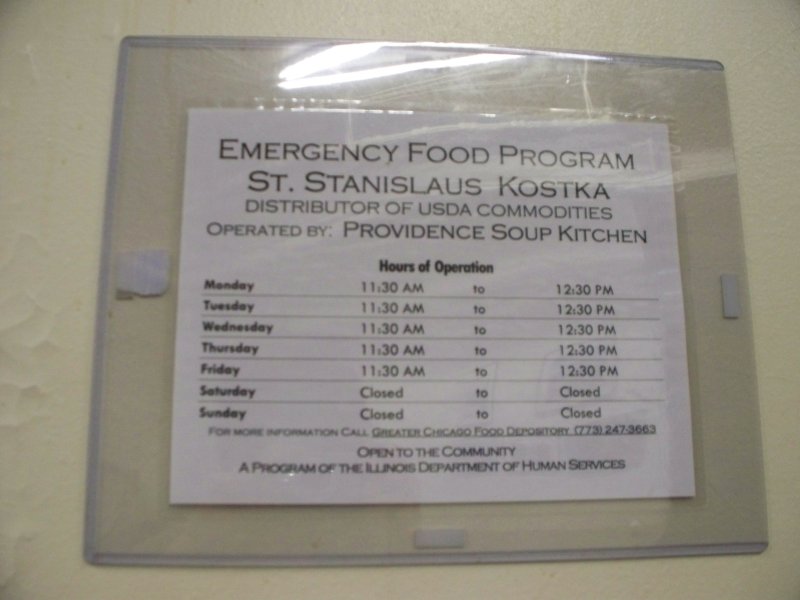 EMERGENCY FOOD PROGRAM
ST. STANISLAUS KOSTKA
DISTRIBUTOR OF USDA COMMODITIES
OPERATED BY: PROVIDENCE SOUP KITCHEN
Hours of Operation
Monday 11:30 AM to 12:30 PM
Tuesday 11:30 AM to 12:30 PM
Wednesday 11:30 AM to 12:30 PM
Thursday 11:30 AM to 12:30 PM
Friday 11:30 AM to 12:30 PM
Saturday Closed to Closed
Sunday Closed to Closed
FOR MORE INFORMATION CALL GREATER CHICAGO FOOD DEPOSITORY (773) 247-3663
OPEN TO THE COMMUNITY
A PROGRAM OF THE ILLINOIS DEPARTMENT OF HUMAN SERVICES